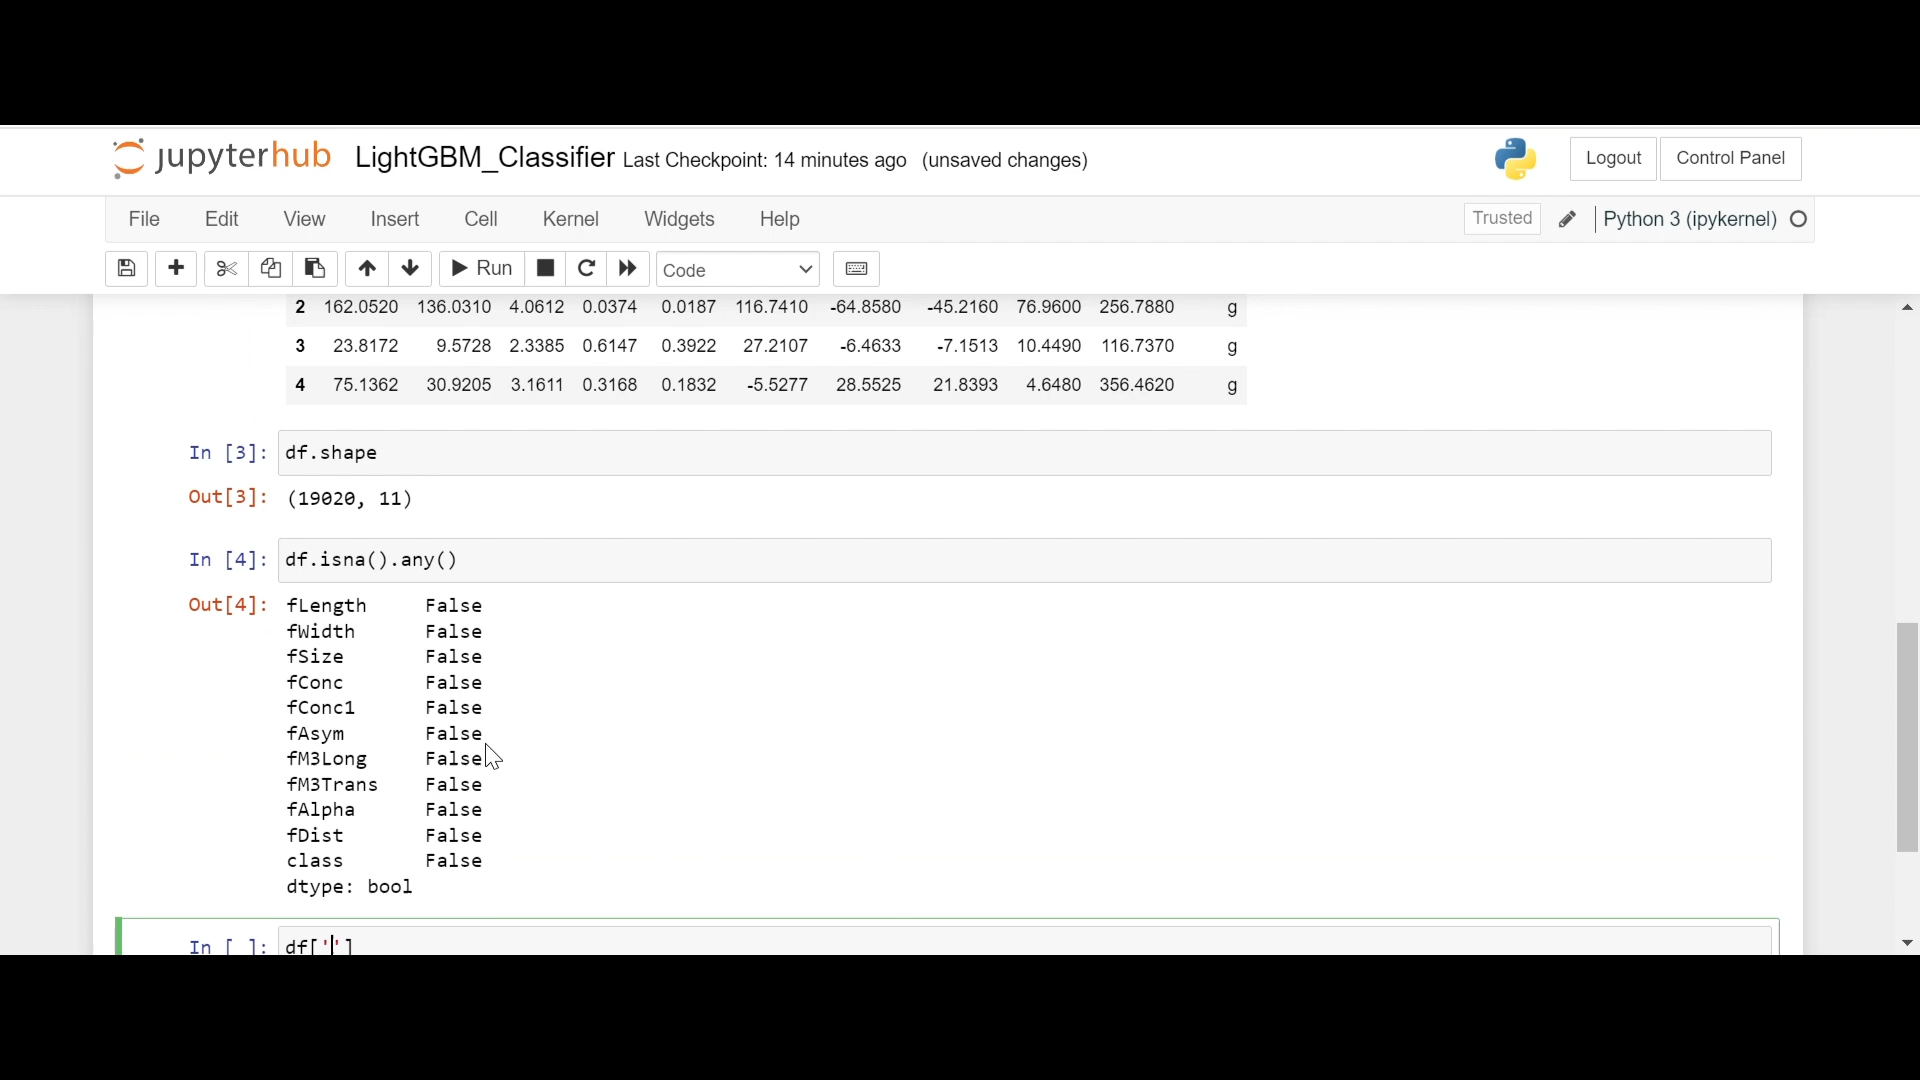 jupyterhub LightGBM_Classifier Last Checkpoint: 14 minutes ago (unsaved changes) Logout Control Panel
File Edit View Insert Cell Kernel Widgets Help Trusted Python 3 (ipykernel)
Run Code
2 162.0520 136.0310 4.0612 0.0374 0.0187 116.7410 -64.8580 -45.2160 76.9600 256.7880 g
3 23.8172 9.5728 2.3385 0.6147 0.3922 27.2107 -6.4633 -7.1513 10.4490 116.7370 g
4 75.1362 30.9205 3.1611 0.3168 0.1832 -5.5277 28.5525 21.8393 4.6480 356.4620 g
In [3]: df.shape
Out[3]: (19020, 11)
In [4]: df.isna().any()
Out[4]: fLength False
fWidth False
fSize False
fConc False
fConc1 False
fAsym False
fM3Long False
fM3Trans False
fAlpha False
fDist False
class False
dtype: bool
In [ ]: df['']